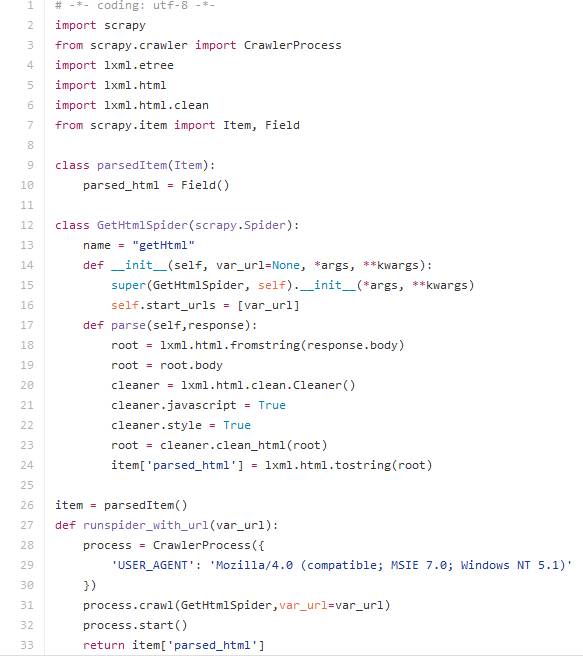 1 # -*- coding: utf-8 -*-
2 import scrapy
3 from scrapy.crawler import CrawlerProcess
4 import lxml.etree
5 import lxml.html
6 import lxml.html.clean
7 from scrapy.item import Item, Field
8
9 class parsedItem(Item):
10     parsed_html = Field()
11
12 class GetHtmlSpider(scrapy.Spider):
13     name = "getHtml"
14     def __init__(self, var_url=None, *args, **kwargs):
15         super(GetHtmlSpider, self).__init__(*args, **kwargs)
16         self.start_urls = [var_url]
17     def parse(self,response):
18         root = lxml.html.fromstring(response.body)
19         root = root.body
20         cleaner = lxml.html.clean.Cleaner()
21         cleaner.javascript = True
22         cleaner.style = True
23         root = cleaner.clean_html(root)
24         item['parsed_html'] = lxml.html.tostring(root)
25
26 item = parsedItem()
27 def runspider_with_url(var_url):
28     process = CrawlerProcess({
29         'USER_AGENT': 'Mozilla/4.0 (compatible; MSIE 7.0; Windows NT 5.1)'
30     })
31     process.crawl(GetHtmlSpider,var_url=var_url)
32     process.start()
33     return item['parsed_html']